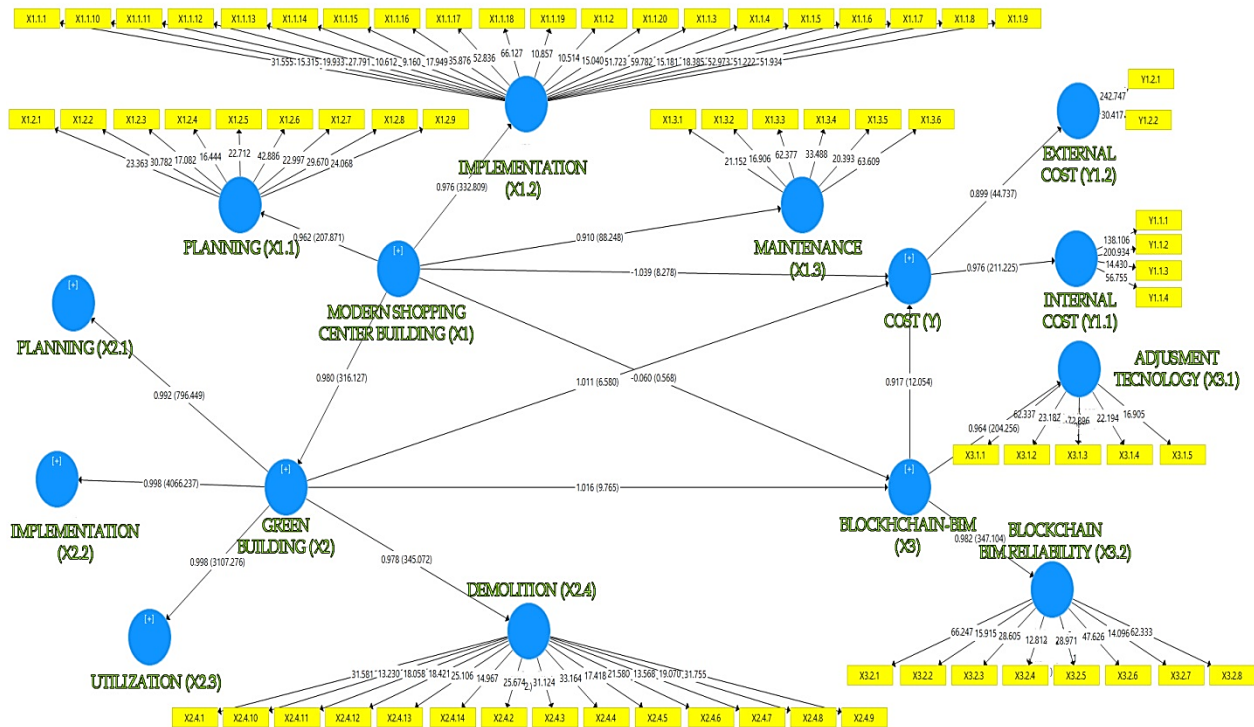 X1.1.1 X1.1.10 X1.1.11 X1.1.12 X1.1.13 X1.1.14 X1.1.15 X1.1.16 X1.1.17 X1.1.18 X1.1.19 X1.1.2 X1.1.20 X1.1.3 X1.1.4 X1.1.5 X1.1.6 X1.1.7 X1.1.8 X1.1.9
31.555 15.315 19.933 27.791 10.612 9.160 17.949 35.876 52.836 66.127 10.857 10.514 15.040 51.723 59.782 15.181 18.385 52.973 51.222 51.934
X1.2.1 X1.2.2 X1.2.3 X1.2.4 X1.2.5 X1.2.6 X1.2.7 X1.2.8 X1.2.9
23.363 30.782 17.082 16.444 22.712 42.886 22.997 29.670 24.068
X1.3.1 X1.3.2 X1.3.3 X1.3.4 X1.3.5 X1.3.6
21.152 16.906 62.377 33.488 20.393 63.609
242.747 Y1.2.1
30.417 Y1.2.2
EXTERNAL
COST (Y1.2)
IMPLEMENTATION
(X1.2)
0.976 (332.809)
0.899 (44.737)
PLANNING (X1.1)
0.962 (207.871)
0.910 (88.248)
MAINTENANCE
(X1.3)
Y1.1.1
138.106 Y1.1.2
200.934
14.430 Y1.1.3
56.755
Y1.1.4
[+]
MODERN SHOPPING
CENTER BUILDING (X1)
-1.039 (8.278)
[+]
COST (Y)
0.976 (211.225)
INTERNAL
COST (Y1.1)
[+]
PLANNING (X2.1)
0.992 (796.449)
0.980 (316.127)
1.011 (6.580)
-0.060 (0.568)
0.917 (12.054)
ADJUSMENT
TECNOLOGY (X3.1)
0.964 (204.256)
62.337 23.182 22.194 16.905
X3.1.1 X3.1.2 X3.1.3 X3.1.4 X3.1.5
[+]
IMPLEMENTATION
(X2.2)
0.998 (4066.237)
[+]
GREEN
BUILDING (X2)
1.016 (9.765)
[+]
BLOCKHCHAIN-BIM
(X3)
0.982 (347.104)
BLOCKCHAIN
BIM RELIABILITY (X3.2)
0.998 (3107.276)
0.978 (345.072)
[+]
UTILIZATION (X2.3)
DEMOLITION (X2.4)
31.581 13.230 18.058 18.421 25.106 14.967 25.674 31.124 33.164 17.418 21.580 13.568 19.070 31.755
X2.4.1 X2.4.10 X2.4.11 X2.4.12 X2.4.13 X2.4.14 X2.4.2 X2.4.3 X2.4.4 X2.4.5 X2.4.6 X2.4.7 X2.4.8 X2.4.9
66.247 15.915 28.605 12.812 28.971 47.626 14.096 62.333
X3.2.1 X3.2.2 X3.2.3 X3.2.4 X3.2.5 X3.2.6 X3.2.7 X3.2.8